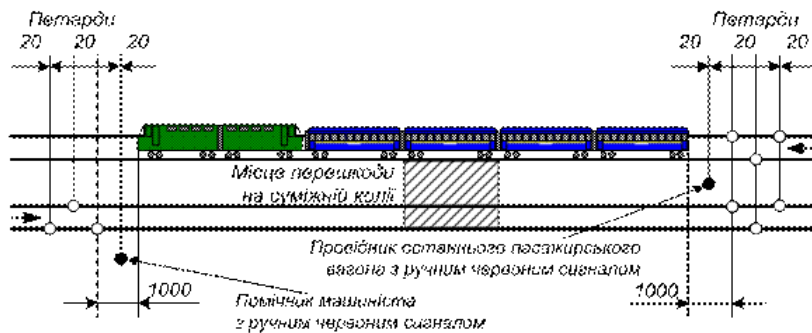 Петарди
Петарди
20 20 20
20 20 20
Місце перешкоди
на суміжній колії
Провідник останнього пасажирського
вагона з ручним червоним сигналом
1000
Помічник машиніста
з ручним червоним сигналом
1000